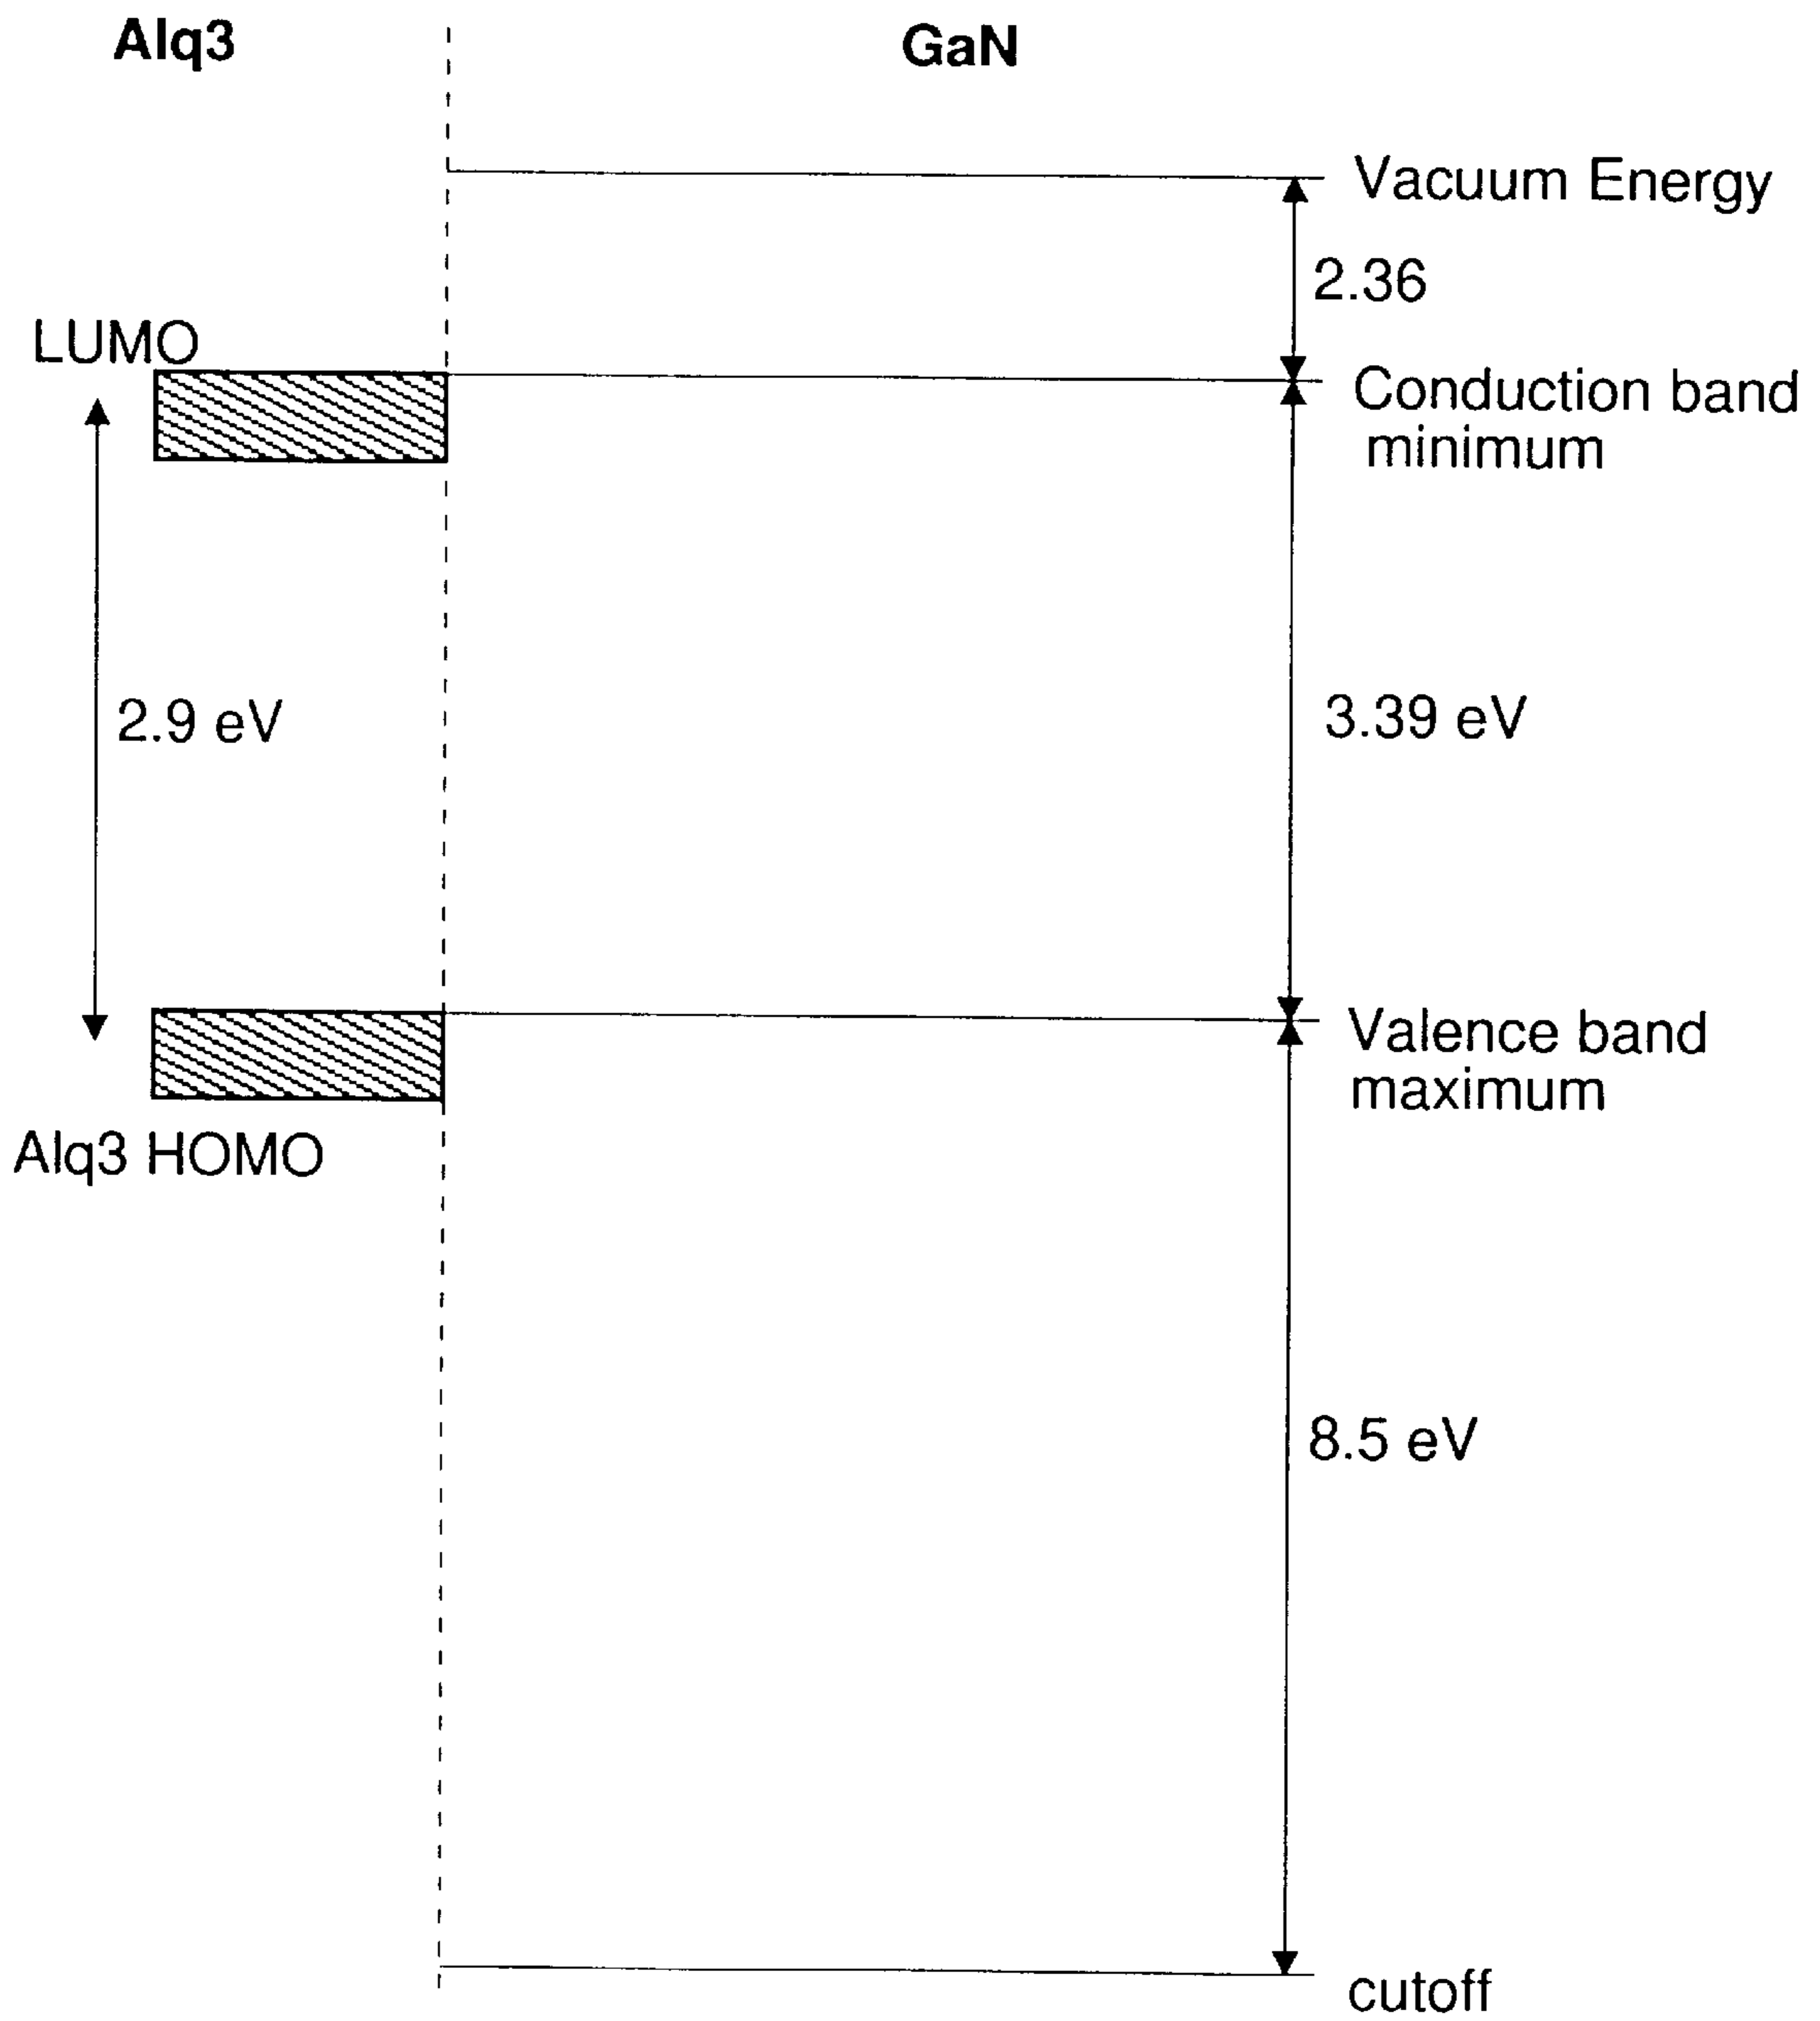 Alq3
GaN
Vacuum Energy
2.36
LUMO
Conduction band
minimum
2.9 eV
3.39 eV
Valence band
maximum
Alq3 HOMO
8.5 eV
cutoff